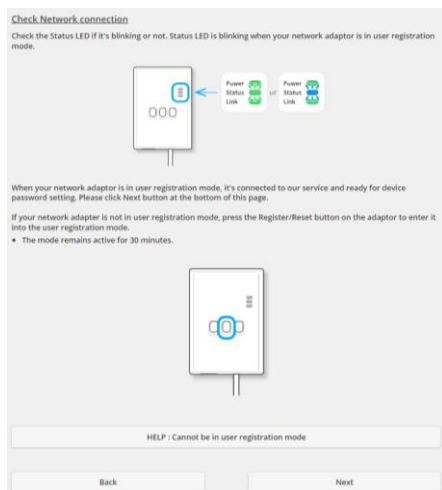 Check Network connection
Check the Status LED if it's blinking or not. Status LED is blinking when your network adaptor is in user registration
mode.
Power
Status
Link
or
Power
Status
Link
When your network adaptor is in user registration mode, it's connected to our service and ready for device
password setting. Please click Next button at the bottom of this page.
If your network adapter is not in user registration mode, press the Register/Reset button on the adaptor to enter it
into the user registration mode.
• The mode remains active for 30 minutes.
HELP : Cannot be in user registration mode
Back
Next